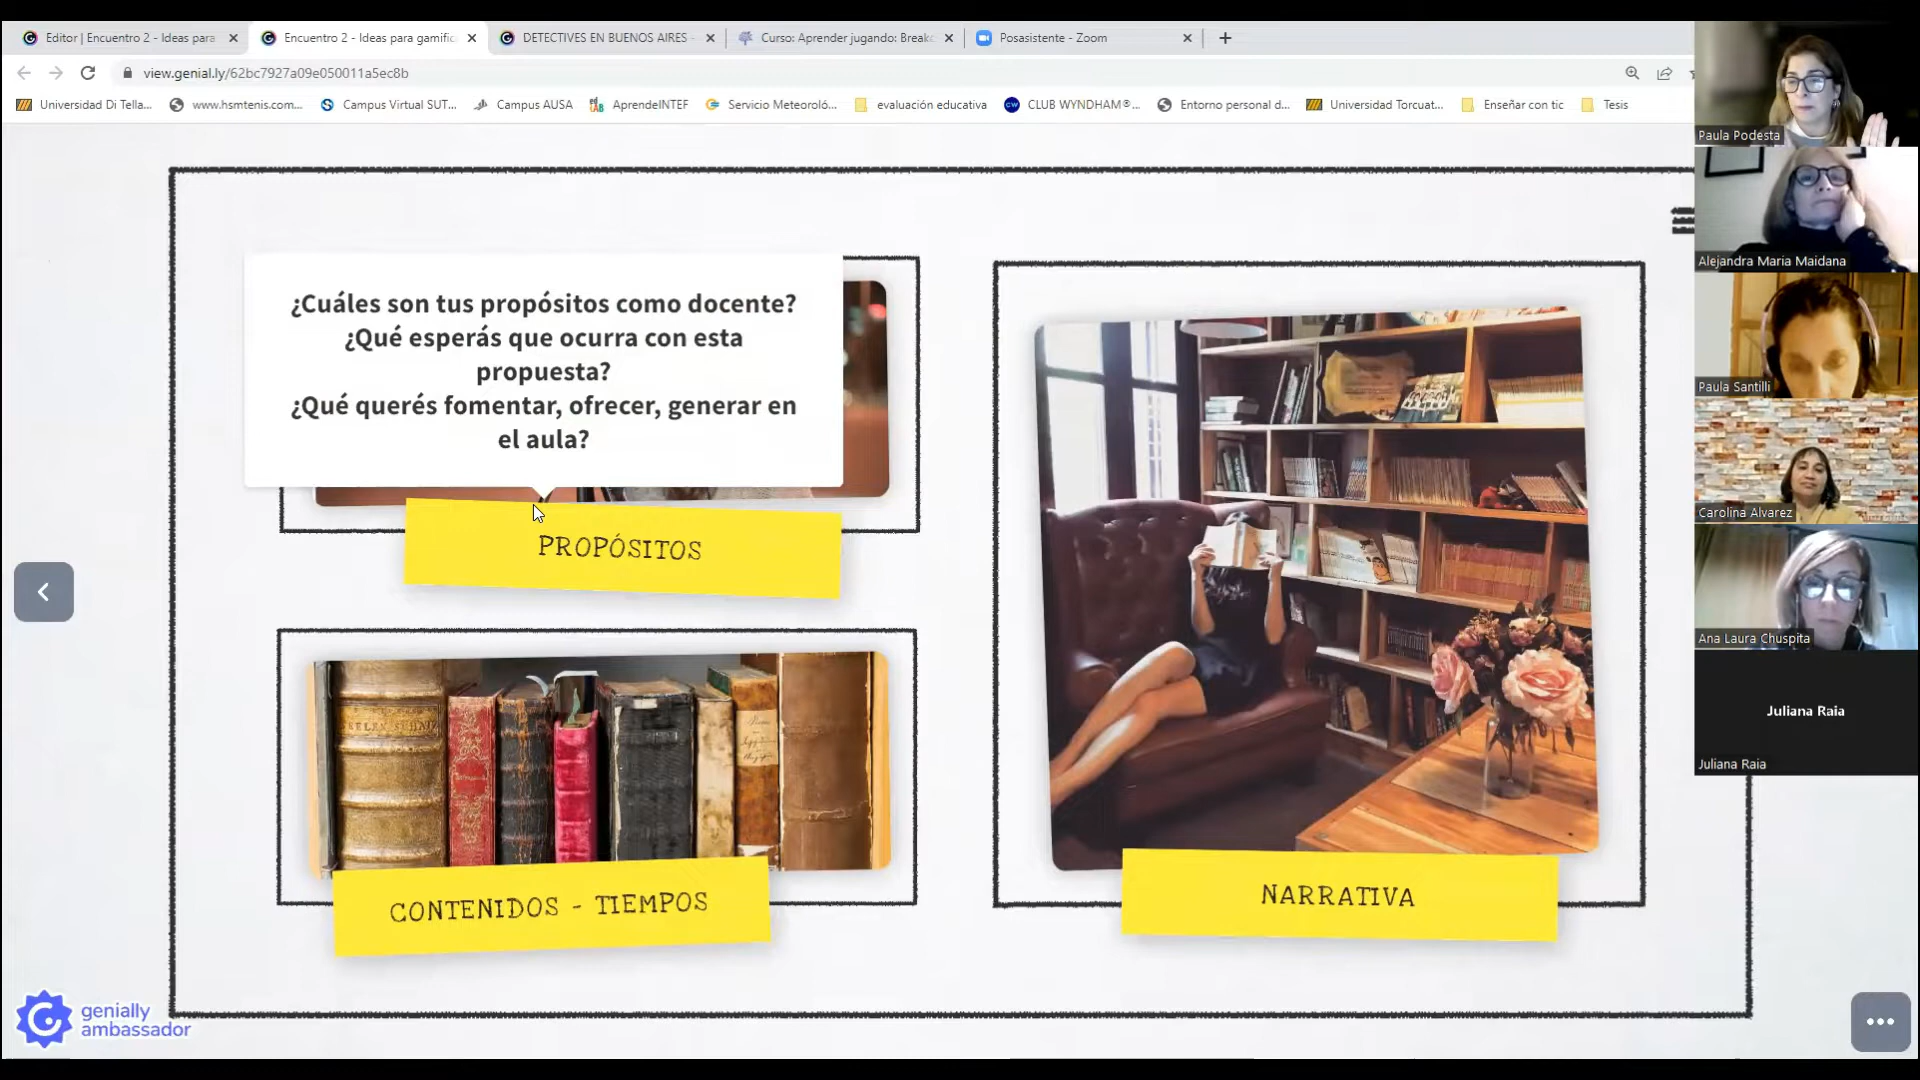 Editor | Encuentro 2 - Ideas para
Encuentro 2 - Ideas para gamific
DETECTIVES EN BUENOS AIRES -
Curso: Aprender jugando: Break
Posasistente - Zoom
view.genial.ly/62bc7927a09e050011a5ec8b
Universidad Di Tella...
www.hsmtenis.com...
Campus Virtual SUT...
Campus AUSA
AprendeINTEF
Servicio Meteoroló...
evaluación educativa
CLUB WYNDHAM®...
Entorno personal d...
Universidad Torcuat...
Enseñar con tic
Tesis
¿Cuáles son tus propósitos como docente?
¿Qué esperás que ocurra con esta
propuesta?
¿Qué querés fomentar, ofrecer, generar en
el aula?
PROPÓSITOS
CONTENIDOS - TIEMPOS
NARRATIVA
genially
ambassador
Paula Podesta
Alejandra Maria Maidana
Paula Santilli
Carolina Alvarez
Ana Laura Chuspita
Juliana Raia
Juliana Raia